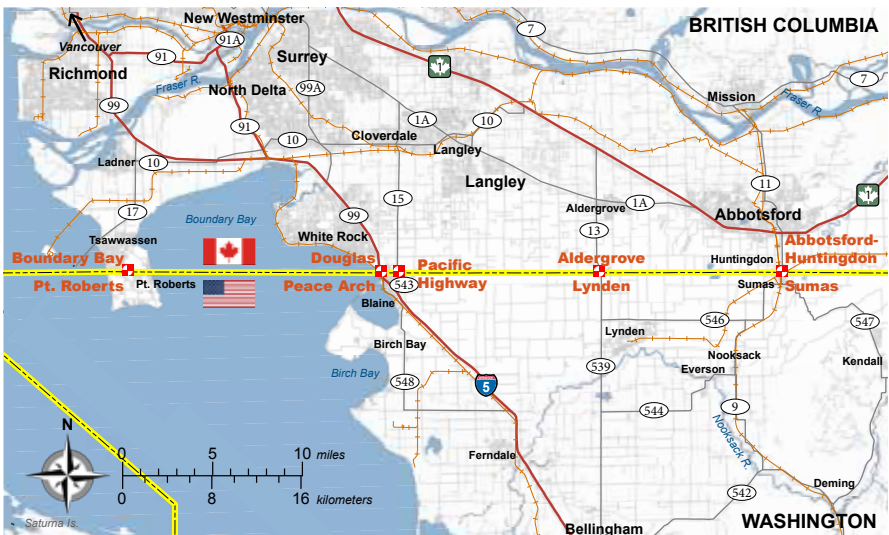 New Westminster
BRITISH COLUMBIA
Vancouver
91A
7
Surrey
91
1
Richmond
99A
7
Fraser R.
North Delta
Mission
Fraser R.
99
91
1A
10
Cloverdale
10
Langley
Ladner
10
Langley
11
15
1A
1
17
Aldergrove
Abbotsford
Boundary Bay
99
13
Tsawwassen
White Rock
Boundary Bay
Douglas
Pacific
Highway
Aldergrove
Huntingdon
Abbotsford-
Huntingdon
Pt. Roberts
Pt. Roberts
Peace Arch
543
Lynden
Sumas
Sumas
Blaine
546
547
Lynden
Birch Bay
Nooksack
Kendall
Everson
539
Birch Bay
548
5
544
9
N
Nooksack R.
0 5 10 miles
Ferndale
Deming
542
0 8 16 kilometers
Saturna Is.
Bellingham
WASHINGTON